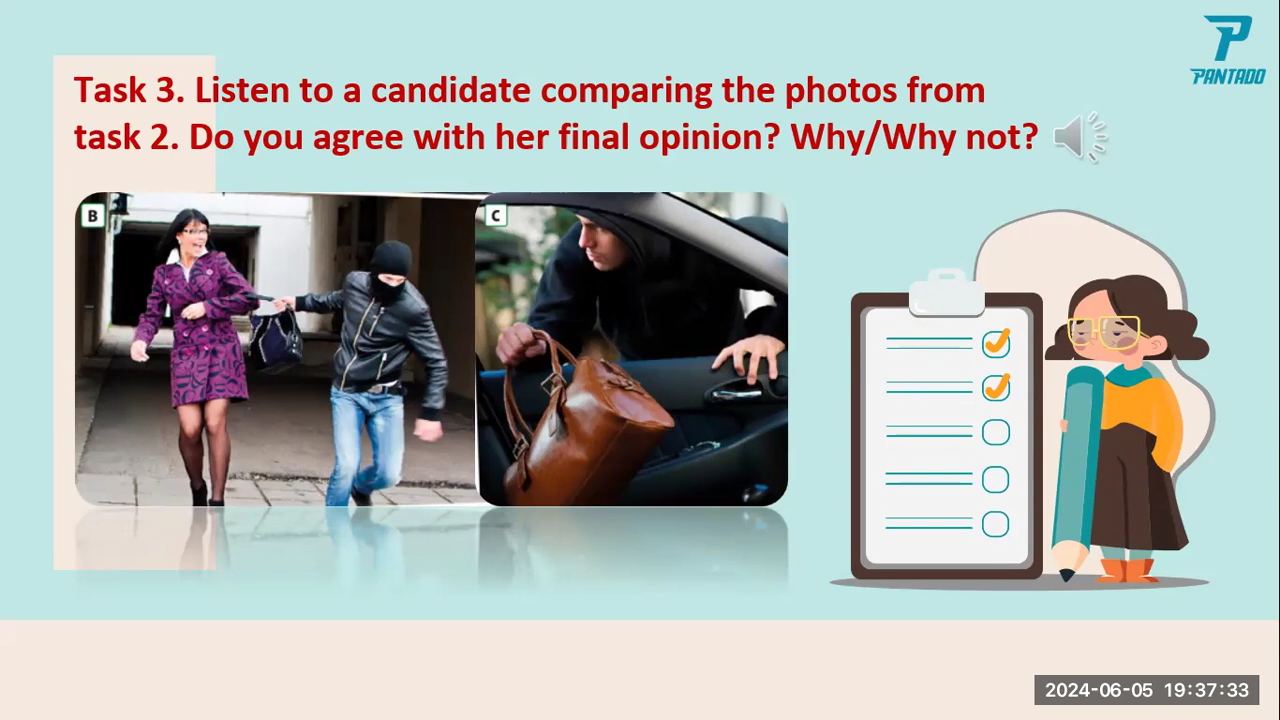 PANTADO
Task 3. Listen to a candidate comparing the photos from
task 2. Do you agree with her final opinion? Why/Why not?
B
C
2024-06-05 19:37:33